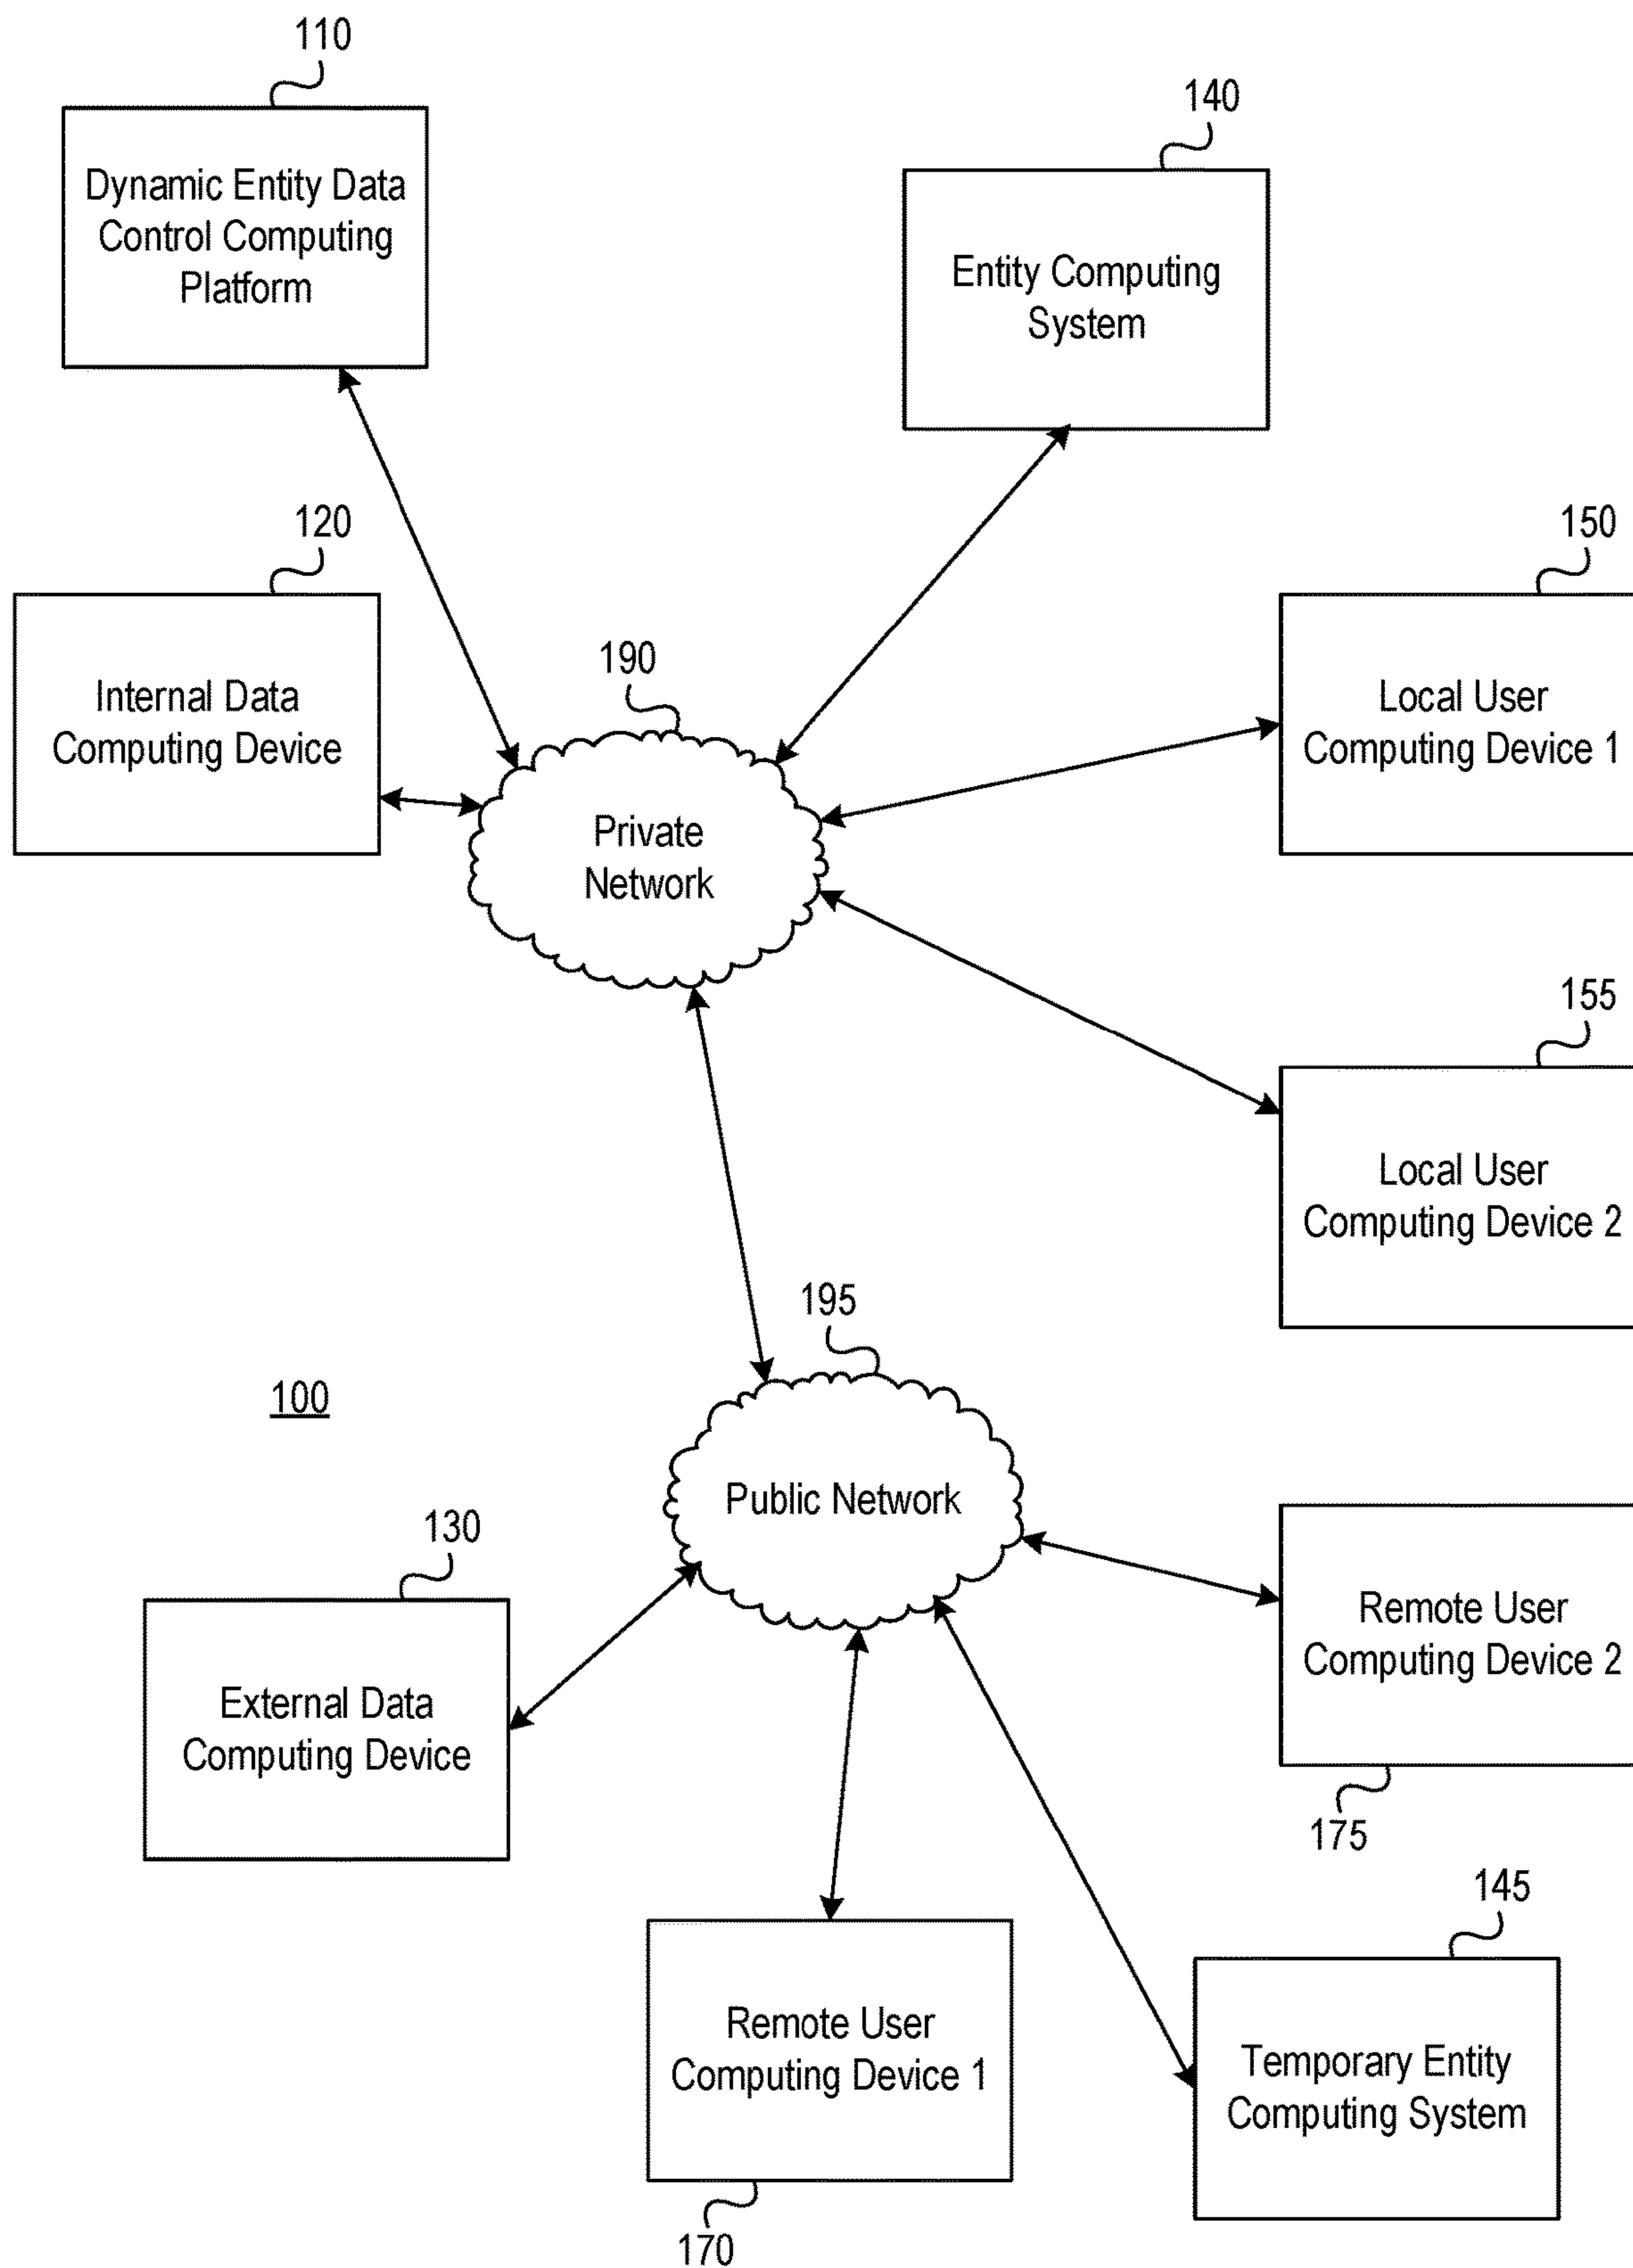 110
Dynamic Entity Data
Control Computing
Platform
140
Entity Computing
System
120
Internal Data
Computing Device
190
Private
Network
150
Local User
Computing Device 1
155
Local User
Computing Device 2
195
Public Network
100
130
External Data
Computing Device
Remote User
Computing Device 2
175
Remote User
Computing Device 1
170
145
Temporary Entity
Computing System